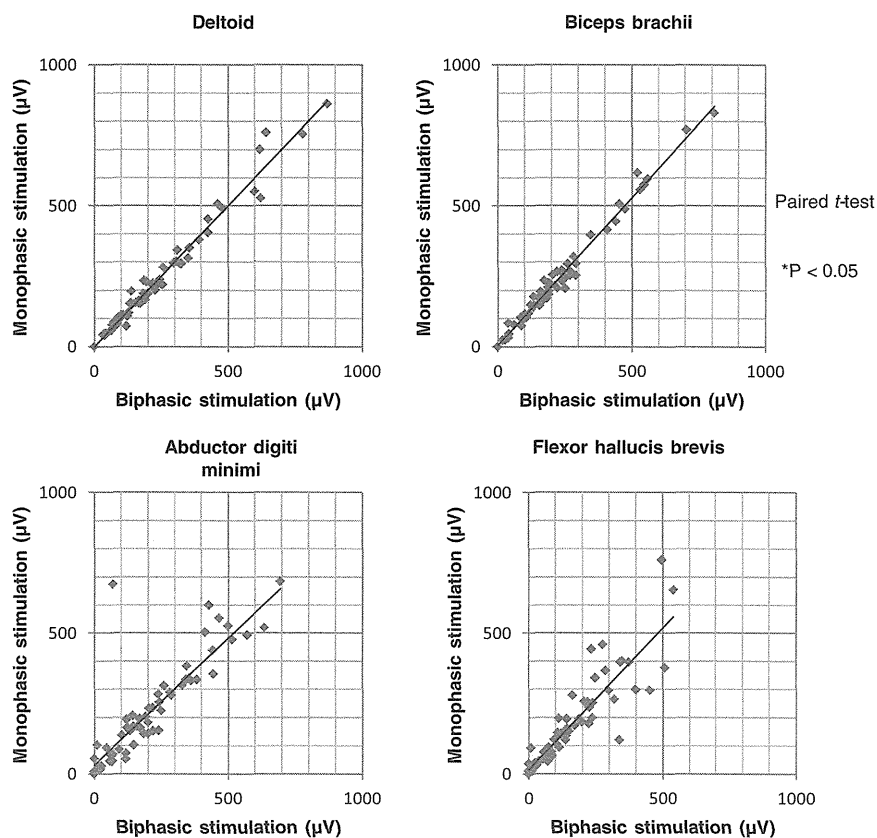 Deltoid
Monophasic stimulation (µV)
1000
500
0
0 500 1000
Biphasic stimulation (µV)
Biceps brachii
Monophasic stimulation (µV)
1000
500
0
0 500 1000
Biphasic stimulation (µV)
Paired t-test
*P < 0.05
Abductor digiti
minimi
Monophasic stimulation (µV)
1000
500
0
0 500 1000
Biphasic stimulation (µV)
Flexor hallucis brevis
Monophasic stimulation (µV)
1000
500
0
0 500 1000
Biphasic stimulation (µV)